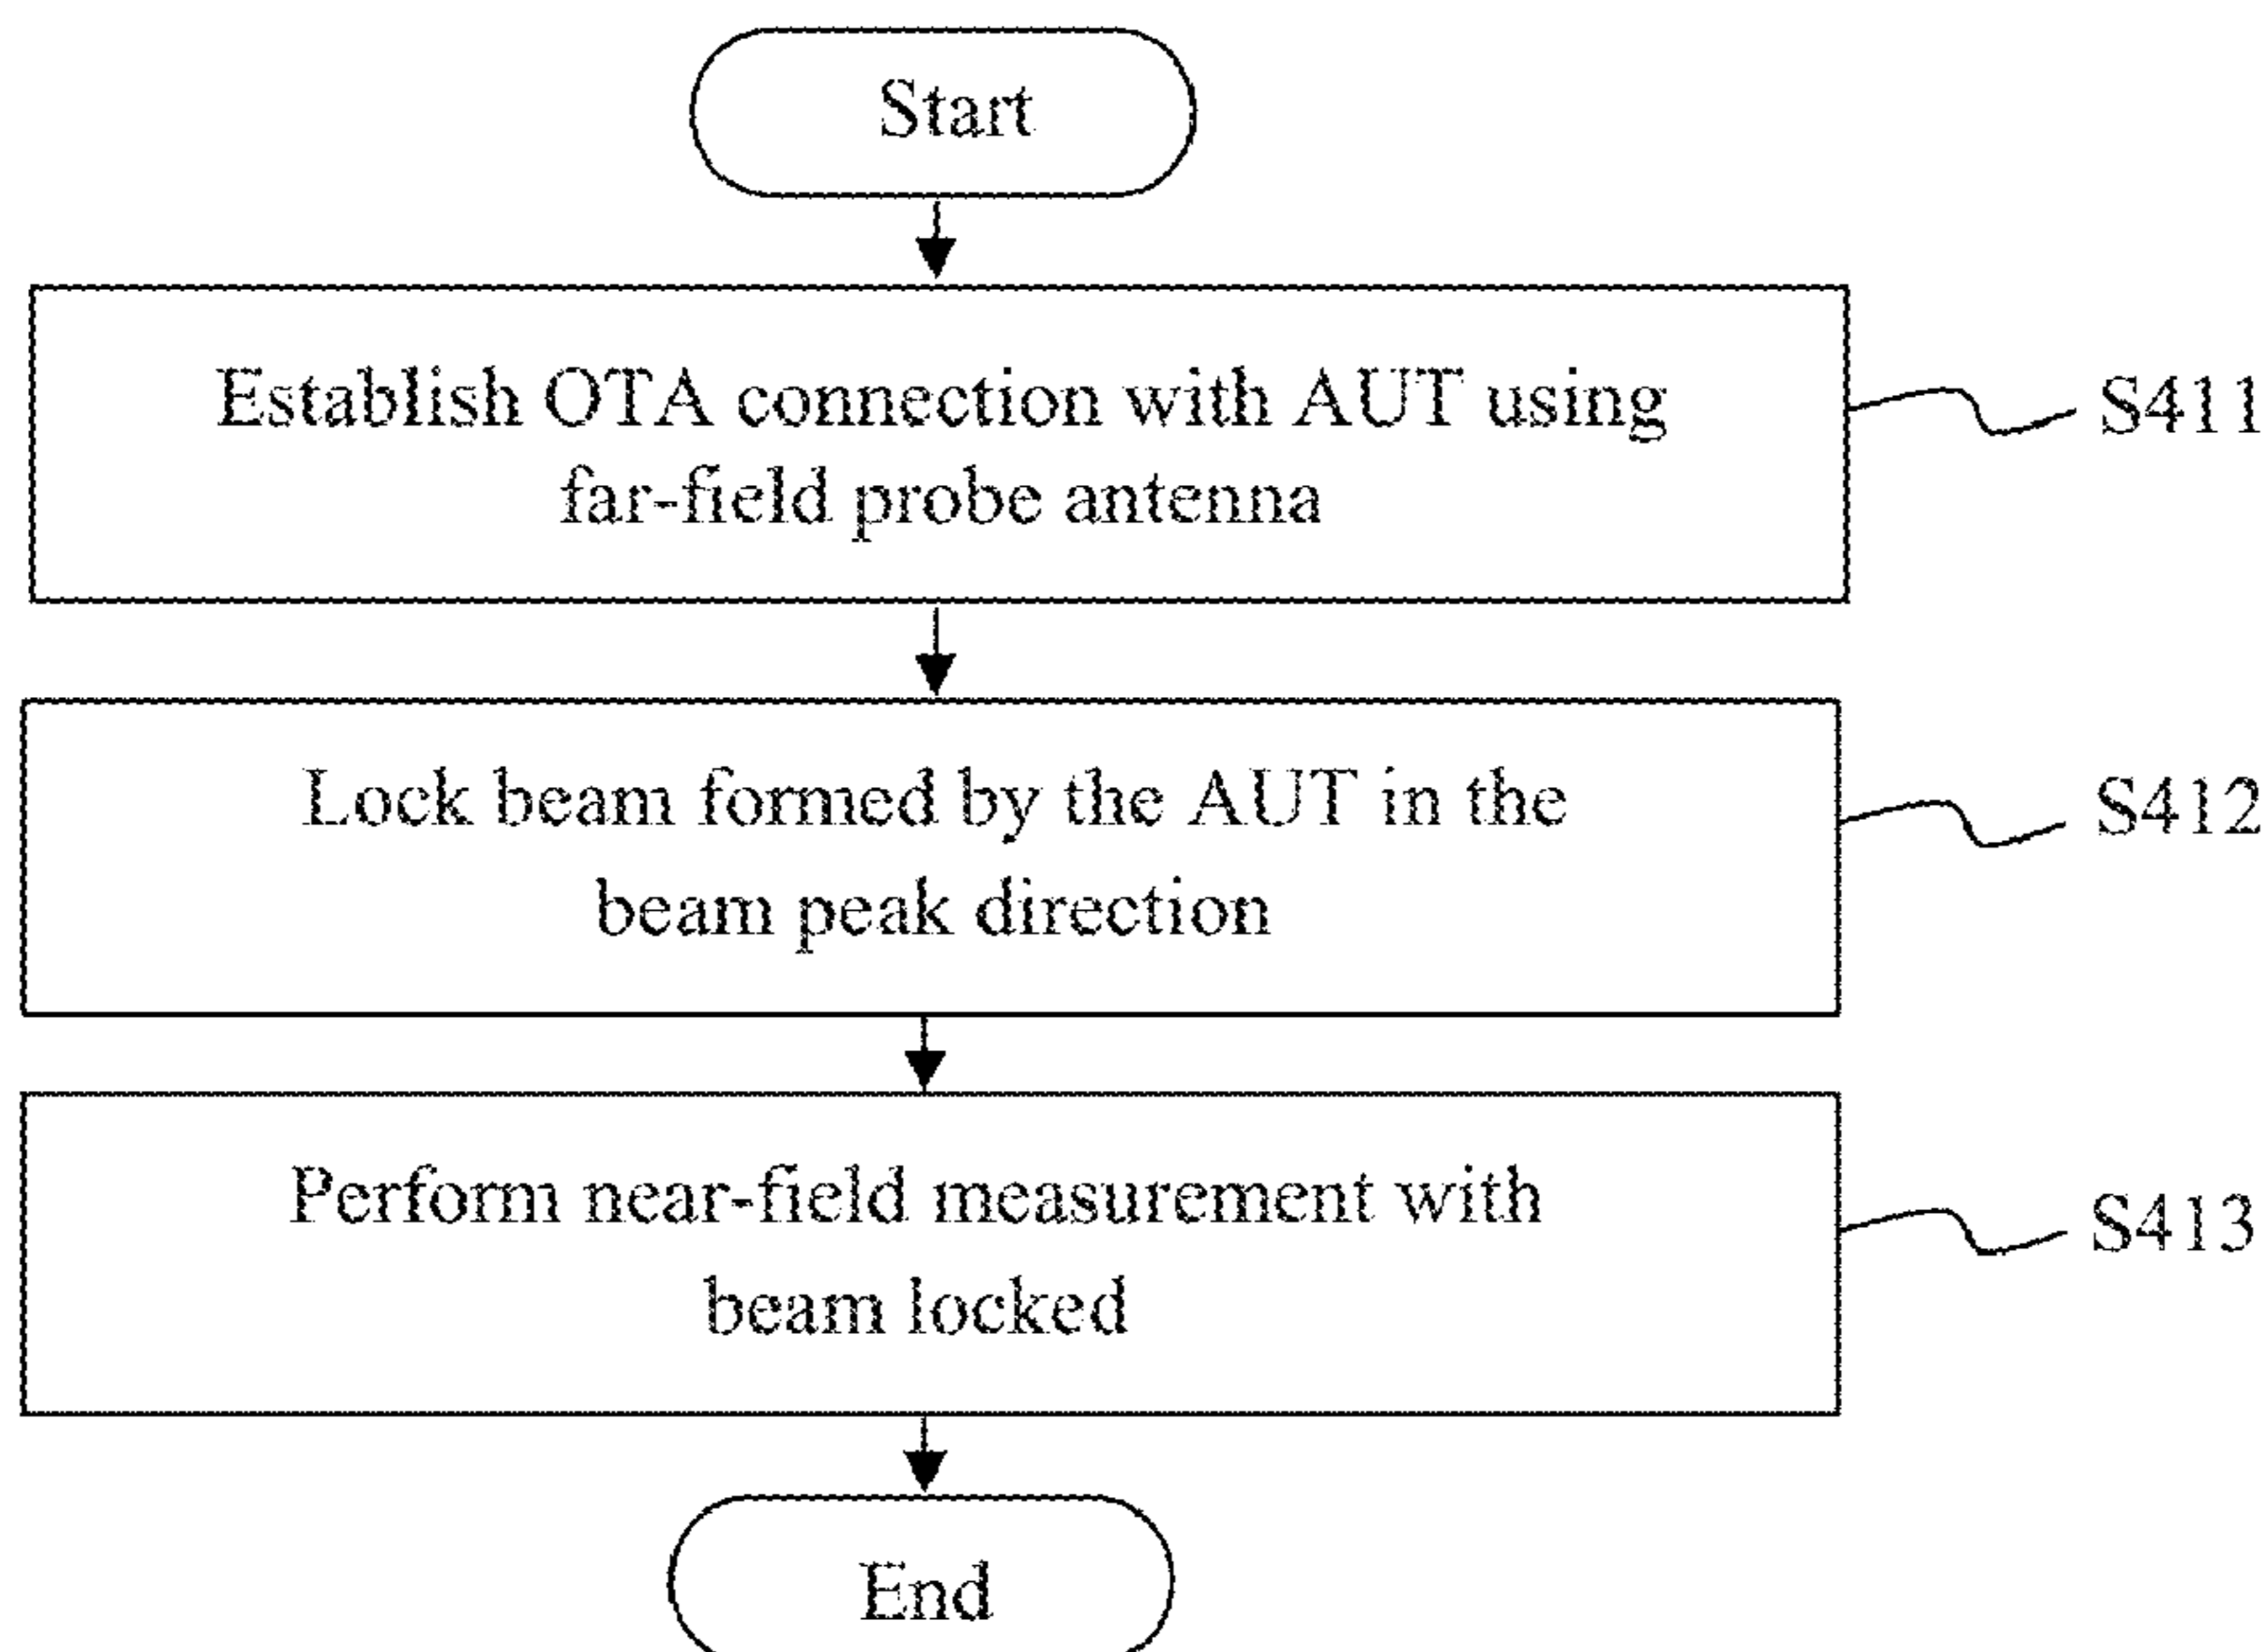 Start
Establish OTA connection with AUT using
far-field probe antenna
S411
Lock beam formed by the AUT in the
beam peak direction
S412
Perform near-field measurement with
beam locked
S413
End